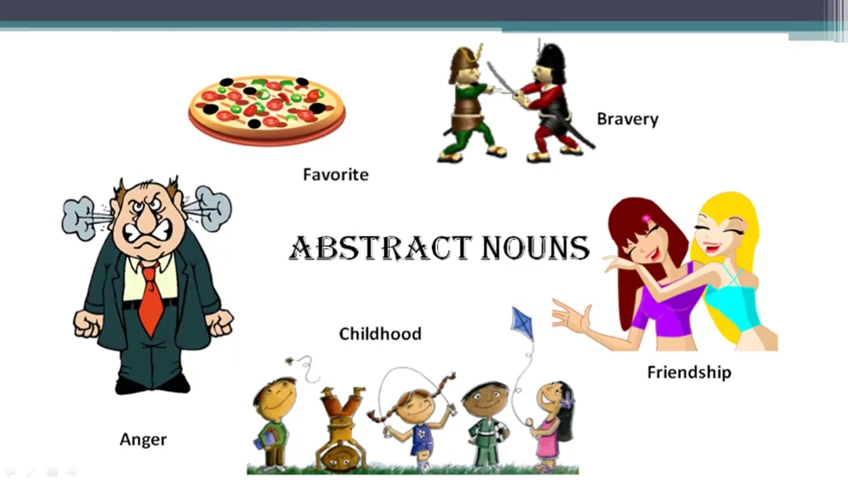 Bravery
Favorite
ABSTRACT NOUNS
Childhood
Friendship
Anger